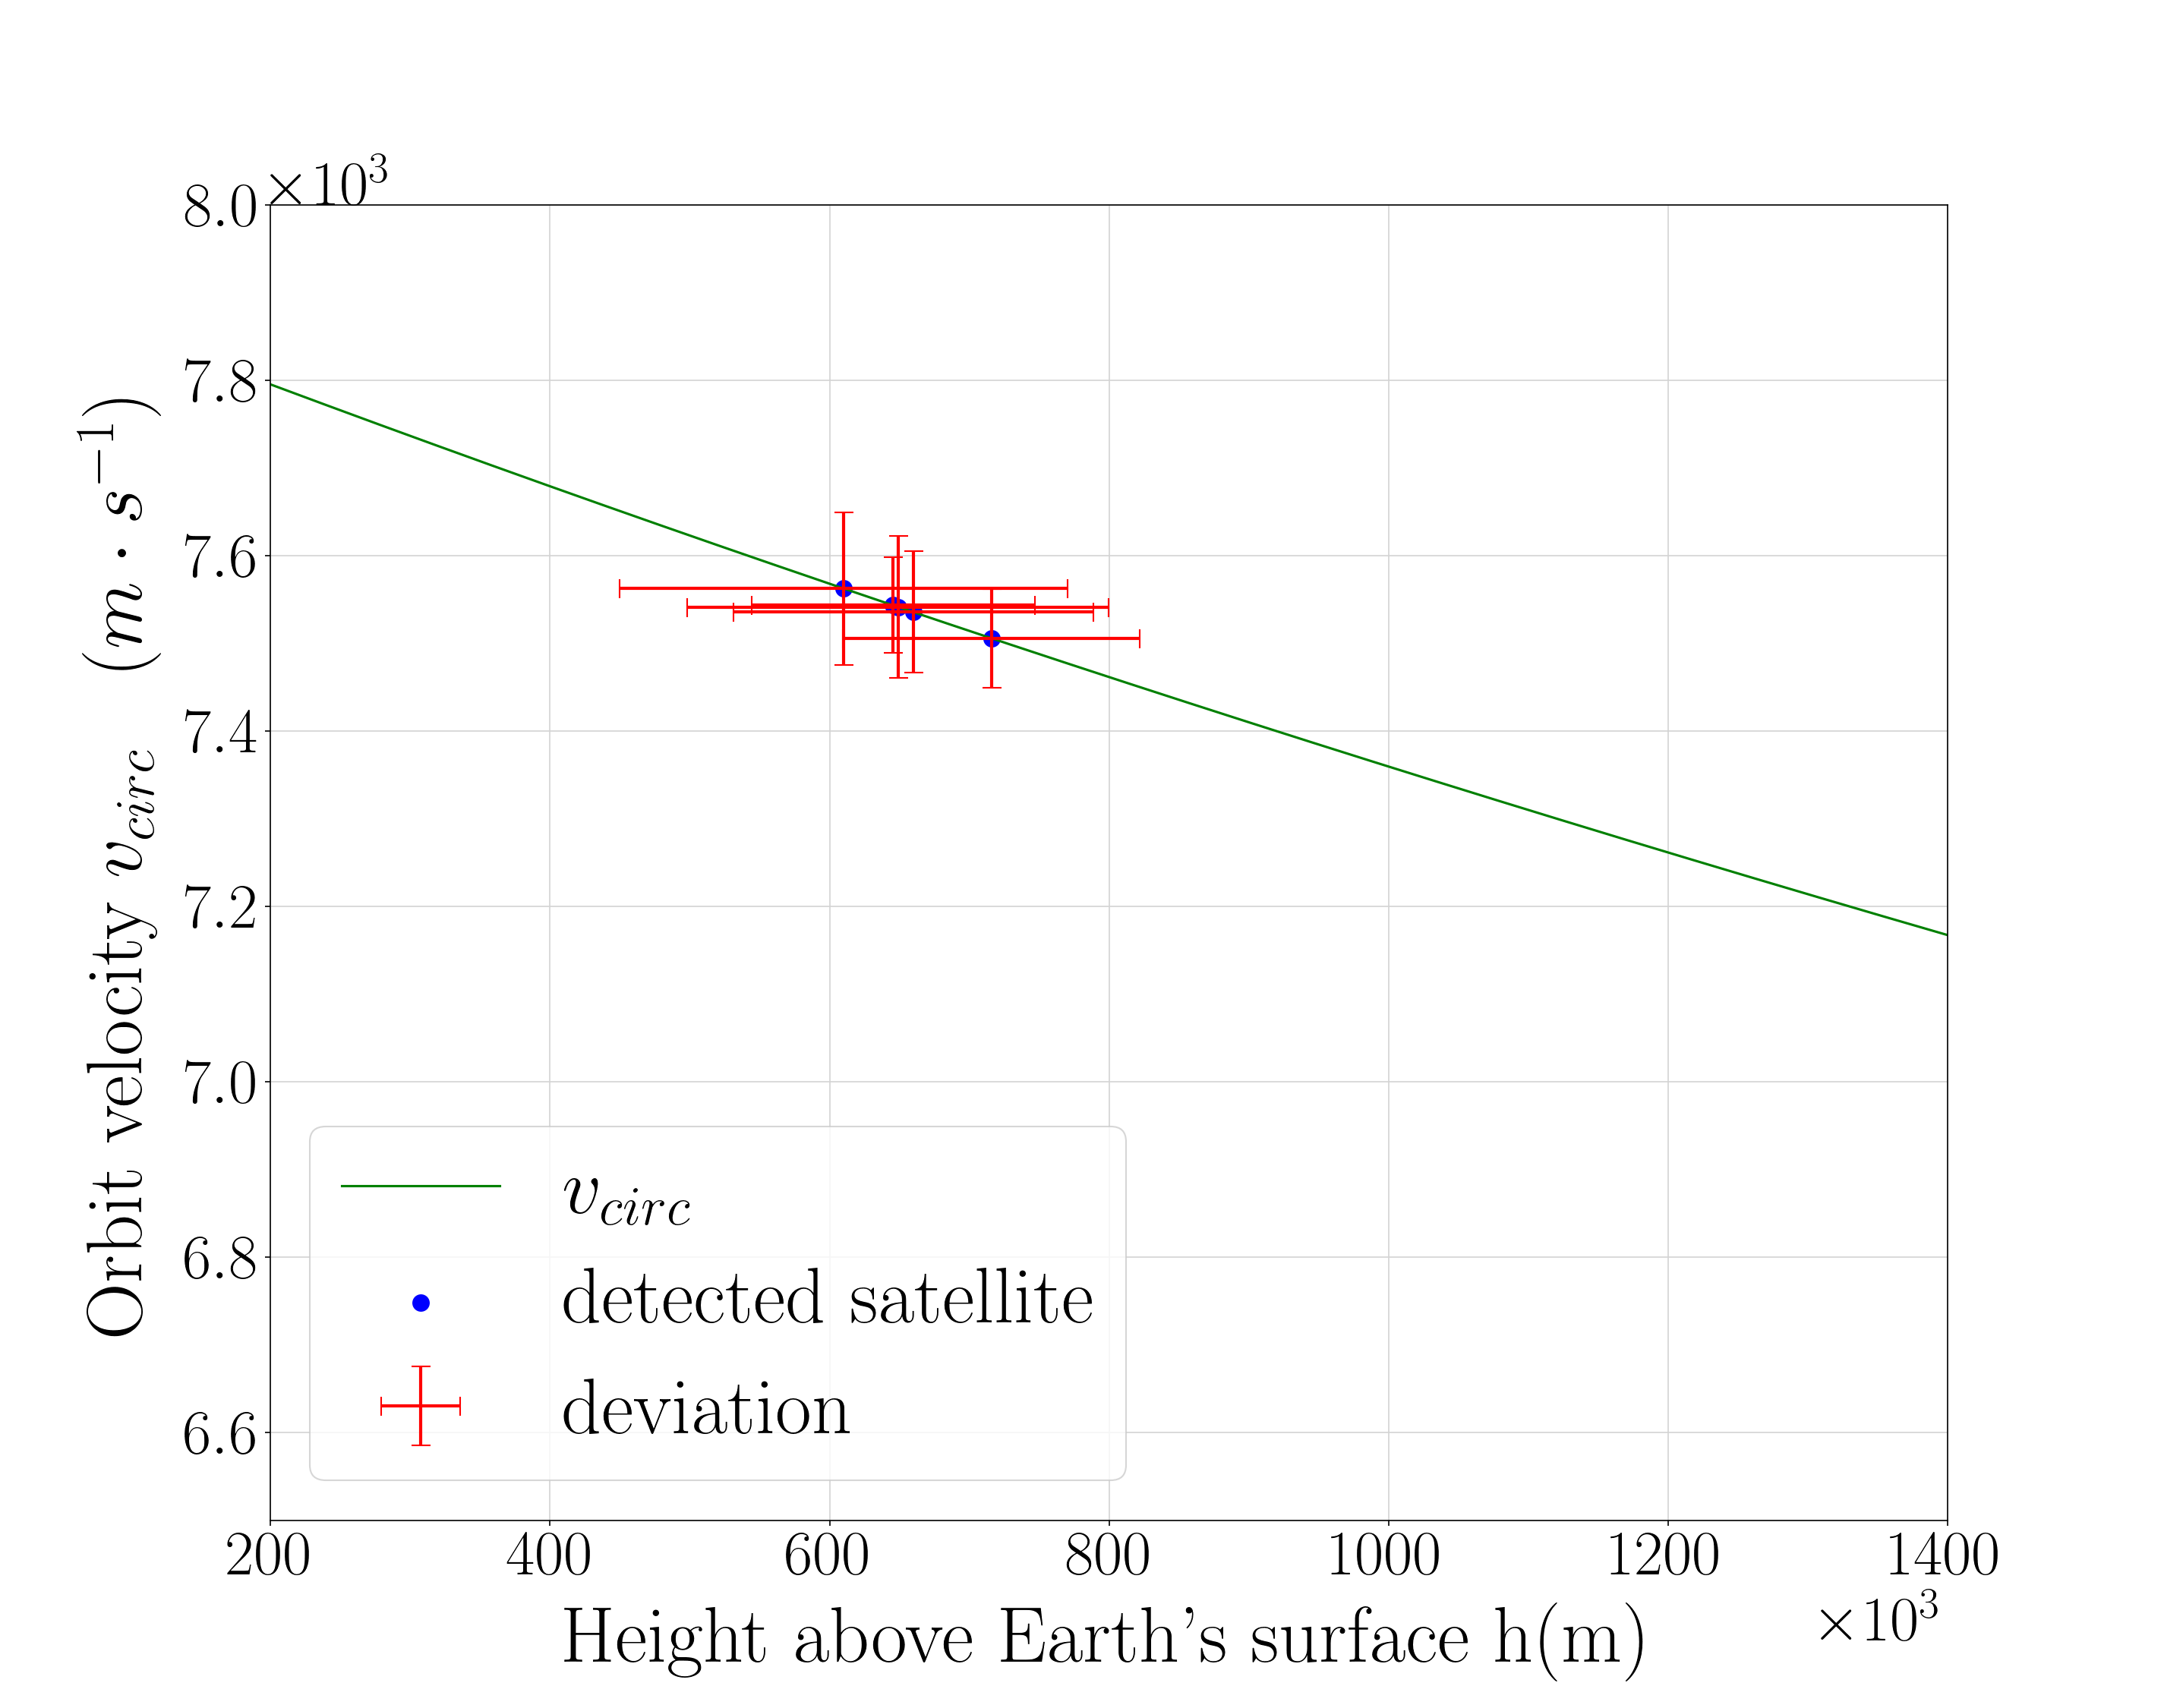 ×10³
8.0
7.8
7.6
7.4
7.2
7.0
6.8
6.6
Orbit velocity v_circ (m · s⁻¹)
v_circ
detected satellite
deviation
200 400 600 800 1000 1200 1400
Height above Earth's surface h(m)
×10³